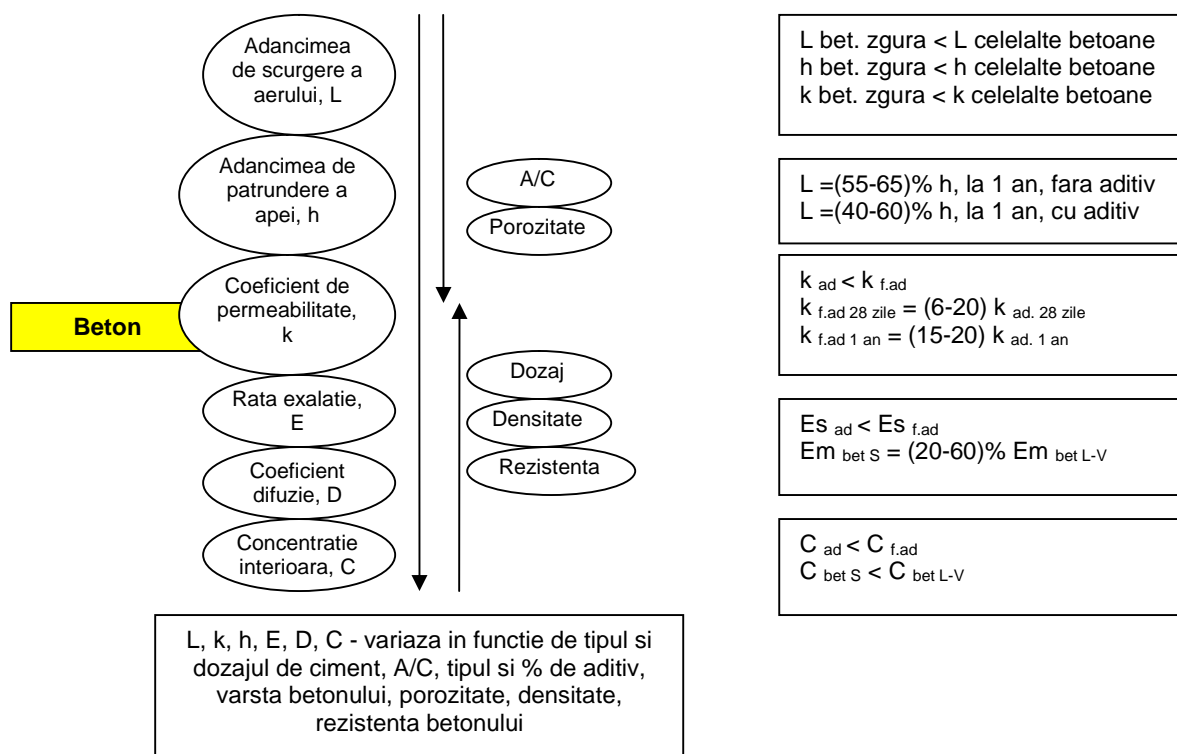 Adancimea
de scurgere a
aerului, L
Adancimea de
patrundere a
apei, h
Coeficient de
permeabilitate,
k
Beton
Rata exalatie,
E
Coeficient
difuzie, D
Concentratie
interioara, C
A/C
Porozitate
Dozaj
Densitate
Rezistenta
L bet. zgura < L celelalte betoane
h bet. zgura < h celelalte betoane
k bet. zgura < k celelalte betoane
L =(55-65)% h, la 1 an, fara aditiv
L =(40-60)% h, la 1 an, cu aditiv
k ad < k f.ad
k f.ad 28 zile = (6-20) k ad. 28 zile
k f.ad 1 an = (15-20) k ad. 1 an
Es ad < Es f.ad
Em bet S = (20-60)% Em bet L-V
C ad < C f.ad
C bet S < C bet L-V
L, k, h, E, D, C - variaza in functie de tipul si
dozajul de ciment, A/C, tipul si % de aditiv,
varsta betonului, porozitate, densitate,
rezistenta betonului